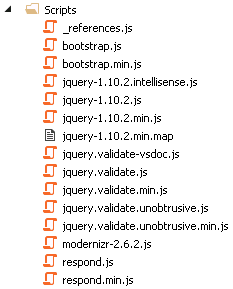 Scripts
_references.js
bootstrap.js
bootstrap.min.js
jquery-1.10.2.intellisense.js
jquery-1.10.2.js
jquery-1.10.2.min.js
jquery-1.10.2.min.map
jquery.validate-vsdoc.js
jquery.validate.js
jquery.validate.min.js
jquery.validate.unobtrusive.js
jquery.validate.unobtrusive.min.js
modernizr-2.6.2.js
respond.js
respond.min.js